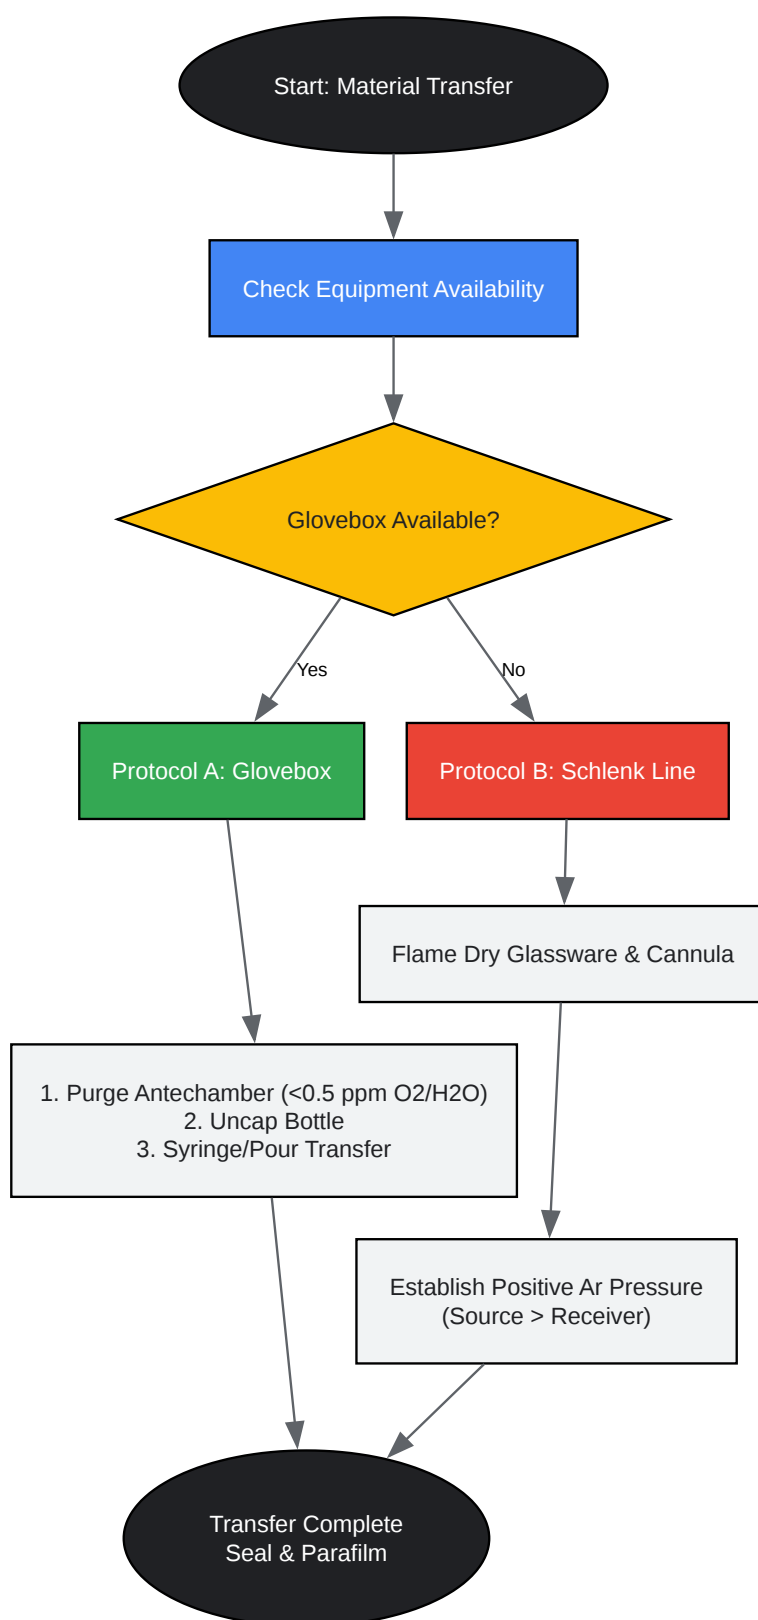 Start: Material Transfer
Check Equipment Availability
Glovebox Available?
Yes
No
Protocol A: Glovebox
Protocol B: Schlenk Line
Flame Dry Glassware & Cannula
1. Purge Antechamber (<0.5 ppm O2/H2O)
2. Uncap Bottle
3. Syringe/Pour Transfer
Establish Positive Ar Pressure
(Source > Receiver)
Transfer Complete
Seal & Parafilm